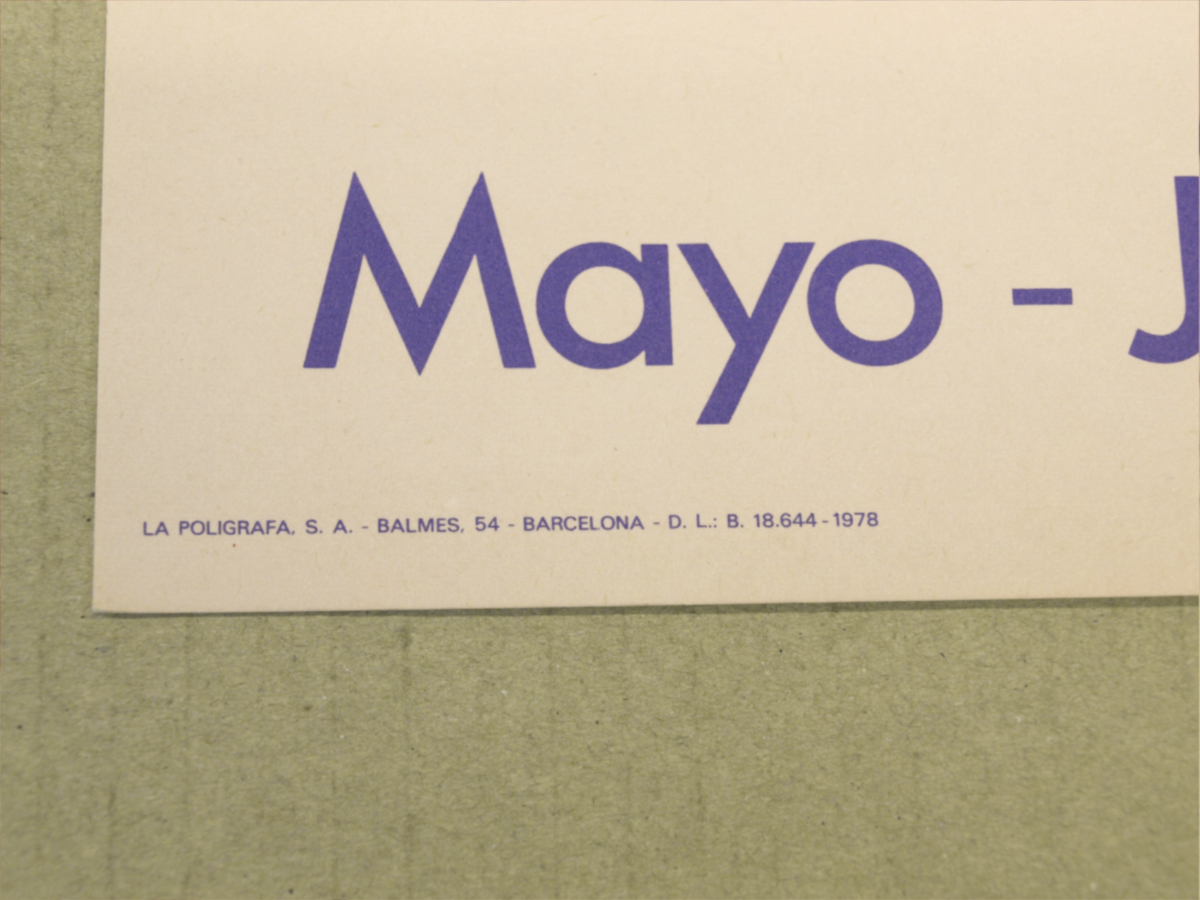 Mayo - J
LA POLIGRAFA, S. A. - BALMES, 54 - BARCELONA - D. L.: B. 18.644 - 1978